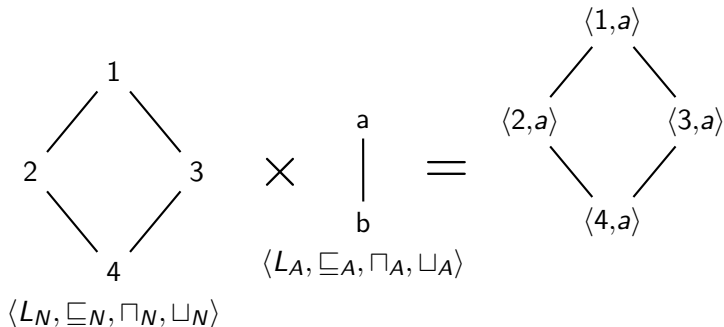 1
2
3
4
⟨L_N, ⊑_N, ⊓_N, ⊔_N⟩
×
a
b
⟨L_A, ⊑_A, ⊓_A, ⊔_A⟩
=
⟨1,a⟩
⟨2,a⟩
⟨3,a⟩
⟨4,a⟩